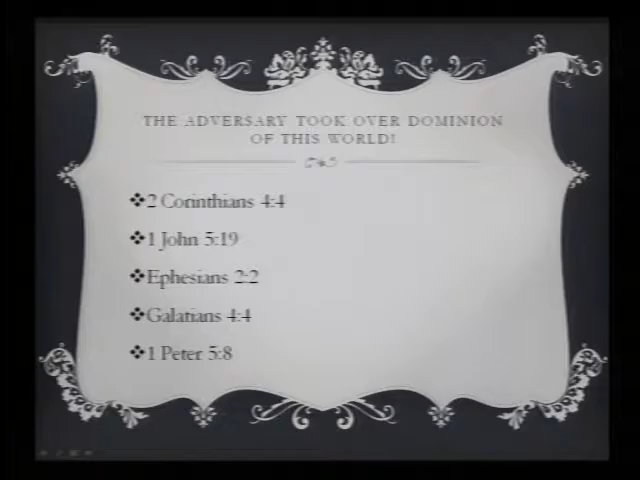 THE ADVERSARY TOOK OVER DOMINION
OF THIS WORLD!
❖2 Corinthians 4:4
❖1 John 5:19
❖Ephesians 2:2
❖Galatians 4:4
❖1 Peter 5:8